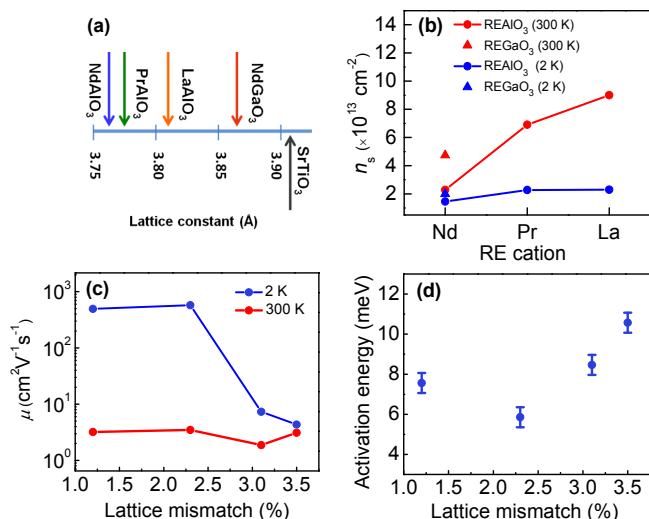 (a)
NdAlO₃
PrAlO₃
LaAlO₃
NdGaO₃
3.75
3.80
3.85
3.90
SrTiO₃
Lattice constant (Å)
(b)
REAlO₃ (300 K)
REGaO₃ (300 K)
REAlO₃ (2 K)
REGaO₃ (2 K)
14
12
10
8
6
4
2
nₛ (×10¹³ cm⁻²)
Nd Pr La
RE cation
(c)
2 K
300 K
10³
10²
10¹
10⁰
μ(cm²V⁻¹s⁻¹)
1.0 1.5 2.0 2.5 3.0 3.5
Lattice mismatch (%)
(d)
12
10
8
6
4
Activation energy (meV)
1.0 1.5 2.0 2.5 3.0 3.5
Lattice mismatch (%)